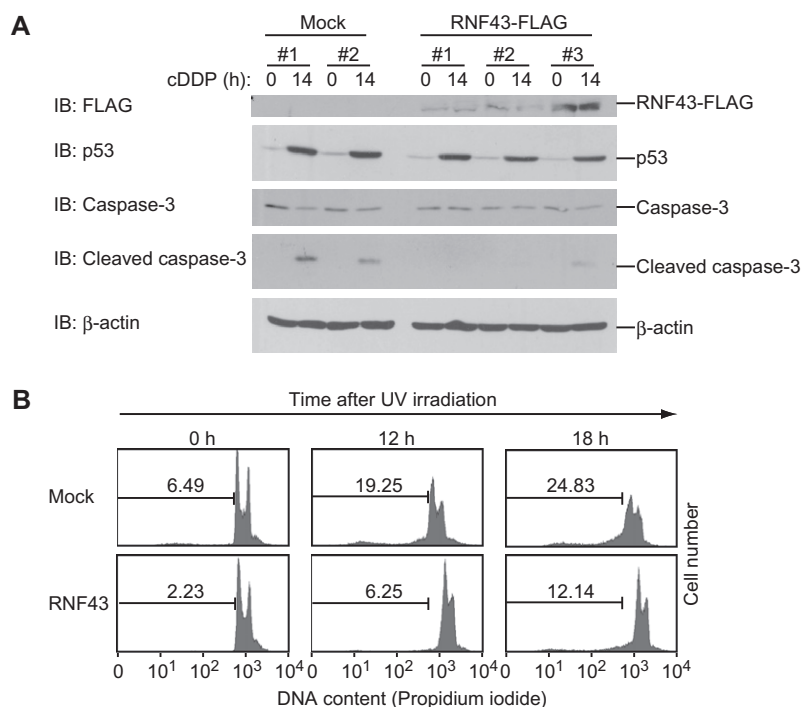 A
Mock RNF43-FLAG
#1 #2 #1 #2 #3
cDDP (h): 0 14 0 14 0 14 0 14 0 14
IB: FLAG RNF43-FLAG
IB: p53 p53
IB: Caspase-3 Caspase-3
IB: Cleaved caspase-3 Cleaved caspase-3
IB: β-actin β-actin
B
Time after UV irradiation
0 h 12 h 18 h
Mock 6.49 19.25 24.83
RNF43 2.23 6.25 12.14
Cell number
0 10¹ 10² 10³ 10⁴ 0 10¹ 10² 10³ 10⁴ 0 10¹ 10² 10³ 10⁴
DNA content (Propidium iodide)